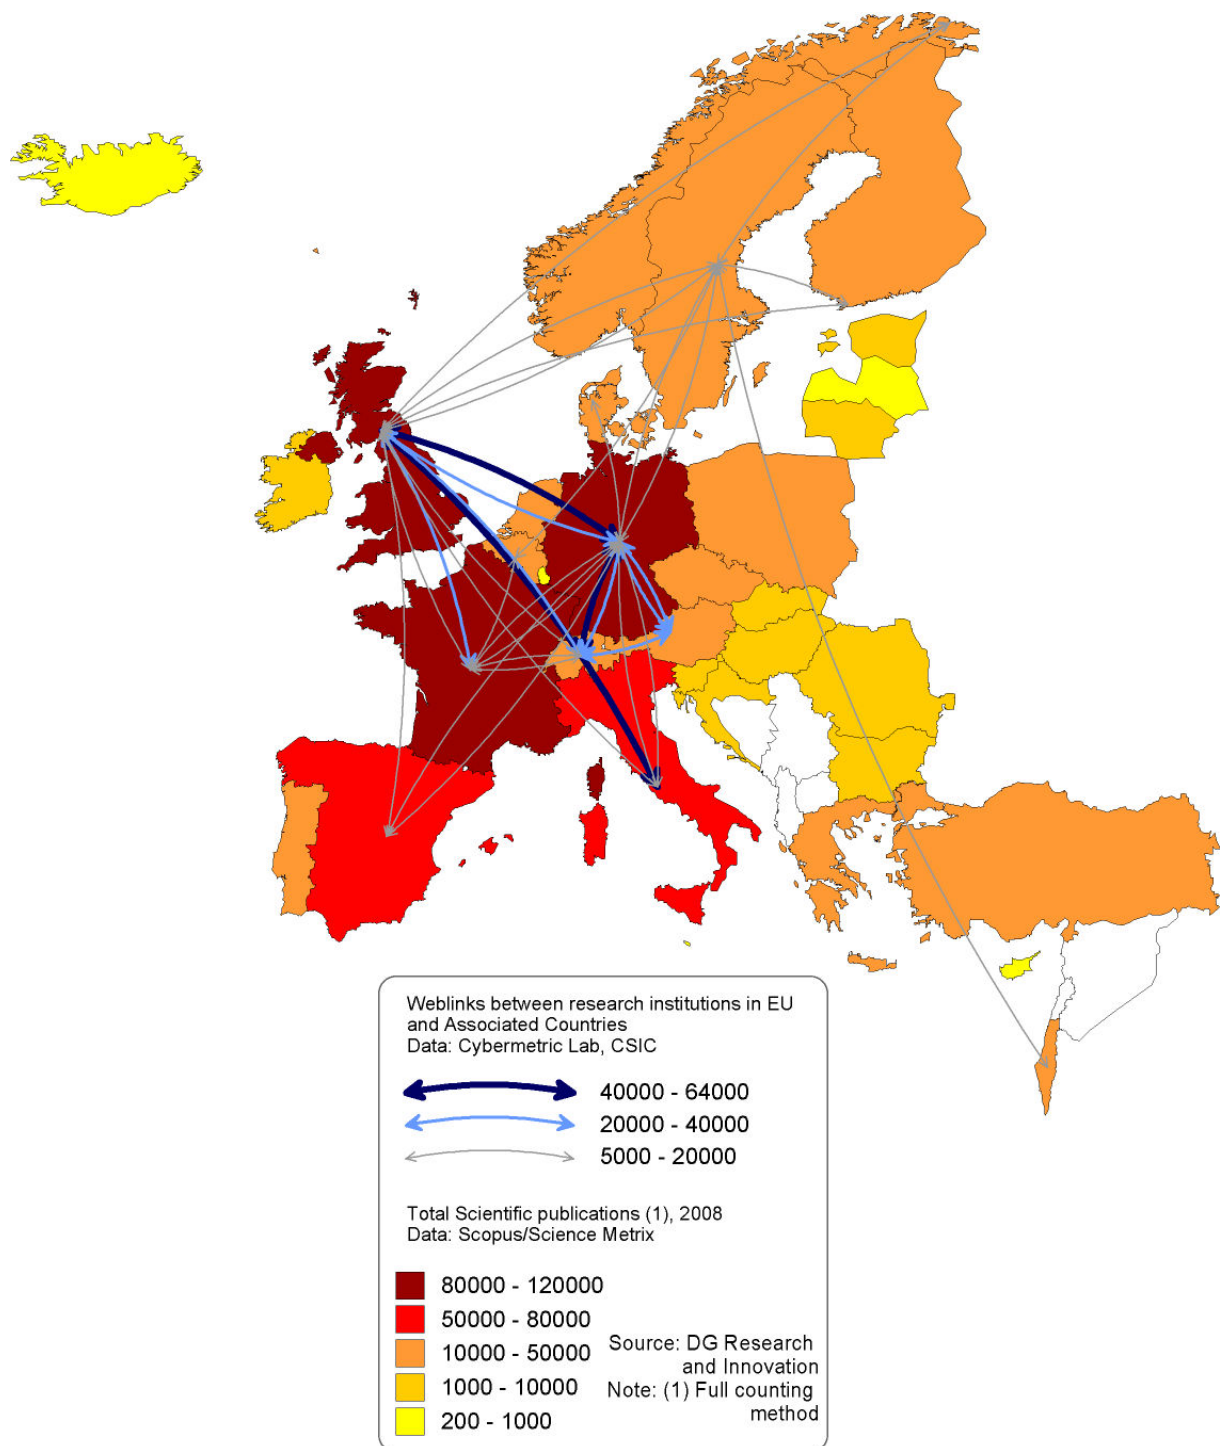 Weblinks between research institutions in EU
and Associated Countries
Data: Cybermetric Lab, CSIC
40000 - 64000
20000 - 40000
5000 - 20000
Total Scientific publications (1), 2008
Data: Scopus/Science Metrix
80000 - 120000
50000 - 80000
10000 - 50000
1000 - 10000
200 - 1000
Source: DG Research
and Innovation
Note: (1) Full counting
method